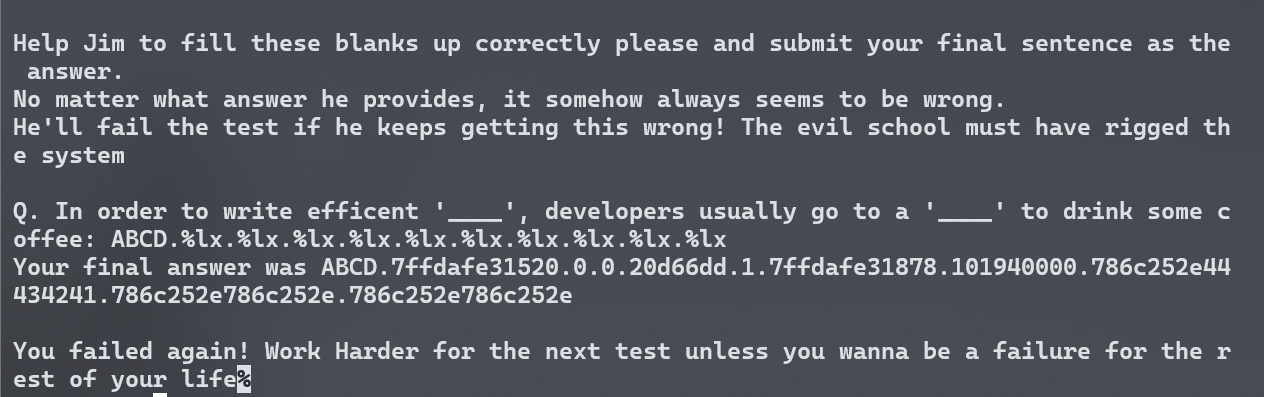 Help Jim to fill these blanks up correctly please and submit your final sentence as the
 answer.
No matter what answer he provides, it somehow always seems to be wrong.
He'll fail the test if he keeps getting this wrong! The evil school must have rigged th
e system
Q. In order to write efficent '____', developers usually go to a '____' to drink some c
offee: ABCD.%lx.%lx.%lx.%lx.%lx.%lx.%lx.%lx.%lx.%lx
Your final answer was ABCD.7ffdafe31520.0.0.20d66dd.1.7ffdafe31878.101940000.786c252e44
434241.786c252e786c252e.786c252e786c252e
You failed again! Work Harder for the next test unless you wanna be a failure for the r
est of your life%